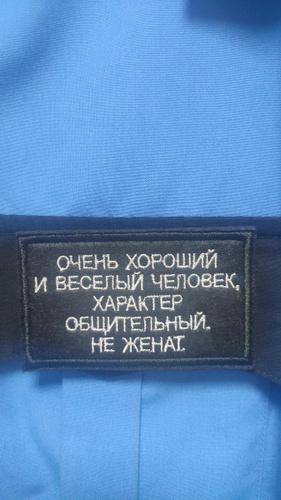 ОЧЕНЬ ХОРОШИЙ
И ВЕСЕЛЫЙ ЧЕЛОВЕК,
ХАРАКТЕР
ОБЩИТЕЛЬНЫЙ.
НЕ ЖЕНАТ.